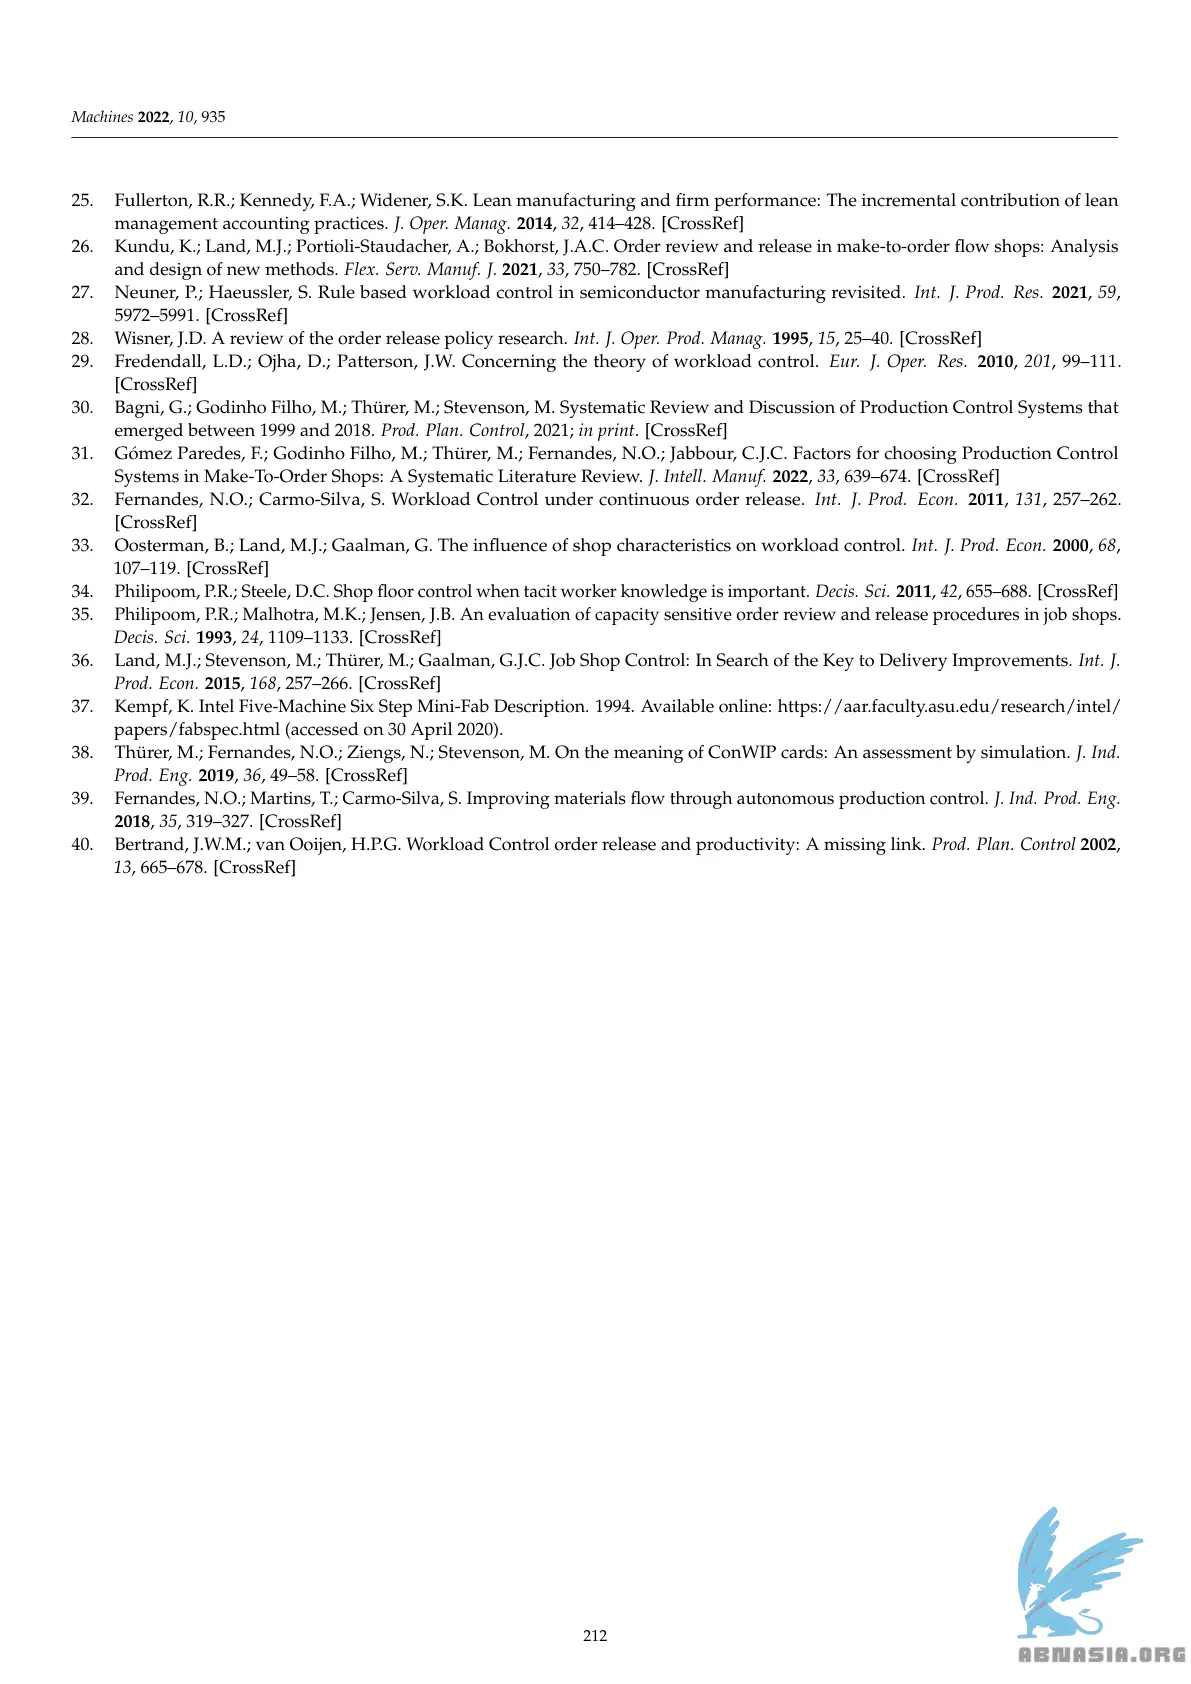 Machines 2022, 10, 935
25. Fullerton, R.R.; Kennedy, F.A.; Widener, S.K. Lean manufacturing and firm performance: The incremental contribution of lean
management accounting practices. J. Oper. Manag. 2014, 32, 414–428. [CrossRef]
26. Kundu, K.; Land, M.J.; Portioli-Staudacher, A.; Bokhorst, J.A.C. Order review and release in make-to-order flow shops: Analysis
and design of new methods. Flex. Serv. Manuf. J. 2021, 33, 750–782. [CrossRef]
27. Neuner, P.; Haeussler, S. Rule based workload control in semiconductor manufacturing revisited. Int. J. Prod. Res. 2021, 59,
5972–5991. [CrossRef]
28. Wisner, J.D. A review of the order release policy research. Int. J. Oper. Prod. Manag. 1995, 15, 25–40. [CrossRef]
29. Fredendall, L.D.; Ojha, D.; Patterson, J.W. Concerning the theory of workload control. Eur. J. Oper. Res. 2010, 201, 99–111.
[CrossRef]
30. Bagni, G.; Godinho Filho, M.; Thürer, M.; Stevenson, M. Systematic Review and Discussion of Production Control Systems that
emerged between 1999 and 2018. Prod. Plan. Control, 2021; in print. [CrossRef]
31. Gómez Paredes, F.; Godinho Filho, M.; Thürer, M.; Fernandes, N.O.; Jabbour, C.J.C. Factors for choosing Production Control
Systems in Make-To-Order Shops: A Systematic Literature Review. J. Intell. Manuf. 2022, 33, 639–674. [CrossRef]
32. Fernandes, N.O.; Carmo-Silva, S. Workload Control under continuous order release. Int. J. Prod. Econ. 2011, 131, 257–262.
[CrossRef]
33. Oosterman, B.; Land, M.J.; Gaalman, G. The influence of shop characteristics on workload control. Int. J. Prod. Econ. 2000, 68,
107–119. [CrossRef]
34. Philipoom, P.R.; Steele, D.C. Shop floor control when tacit worker knowledge is important. Decis. Sci. 2011, 42, 655–688. [CrossRef]
35. Philipoom, P.R.; Malhotra, M.K.; Jensen, J.B. An evaluation of capacity sensitive order review and release procedures in job shops.
Decis. Sci. 1993, 24, 1109–1133. [CrossRef]
36. Land, M.J.; Stevenson, M.; Thürer, M.; Gaalman, G.J.C. Job Shop Control: In Search of the Key to Delivery Improvements. Int. J.
Prod. Econ. 2015, 168, 257–266. [CrossRef]
37. Kempf, K. Intel Five-Machine Six Step Mini-Fab Description. 1994. Available online: https://aar.faculty.asu.edu/research/intel/
papers/fabspec.html (accessed on 30 April 2020).
38. Thürer, M.; Fernandes, N.O.; Ziengs, N.; Stevenson, M. On the meaning of ConWIP cards: An assessment by simulation. J. Ind.
Prod. Eng. 2019, 36, 49–58. [CrossRef]
39. Fernandes, N.O.; Martins, T.; Carmo-Silva, S. Improving materials flow through autonomous production control. J. Ind. Prod. Eng.
2018, 35, 319–327. [CrossRef]
40. Bertrand, J.W.M.; van Ooijen, H.P.G. Workload Control order release and productivity: A missing link. Prod. Plan. Control 2002,
13, 665–678. [CrossRef]
212
ABNASIA.ORG